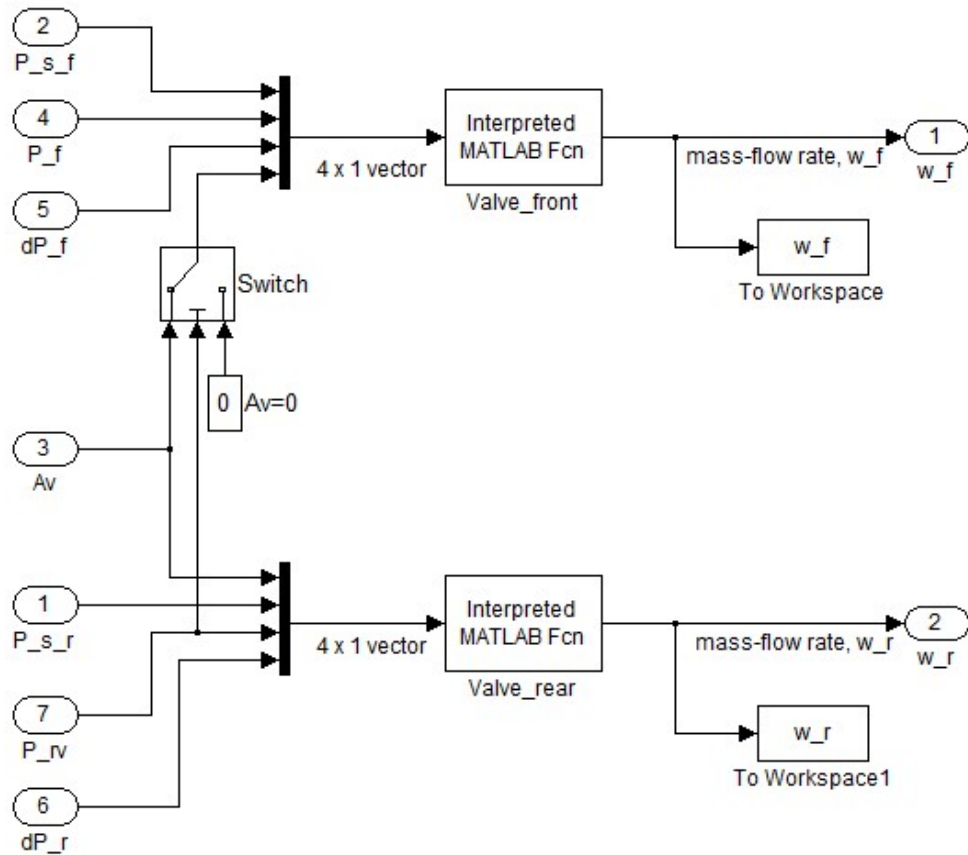 2
P_s_f
4
P_f
5
dP_f
4 x 1 vector
Interpreted
MATLAB Fcn
Valve_front
mass-flow rate, w_f
1
w_f
w_f
To Workspace
Switch
0
Av=0
3
Av
1
P_s_r
7
P_rv
6
dP_r
4 x 1 vector
Interpreted
MATLAB Fcn
Valve_rear
mass-flow rate, w_r
2
w_r
w_r
To Workspace1